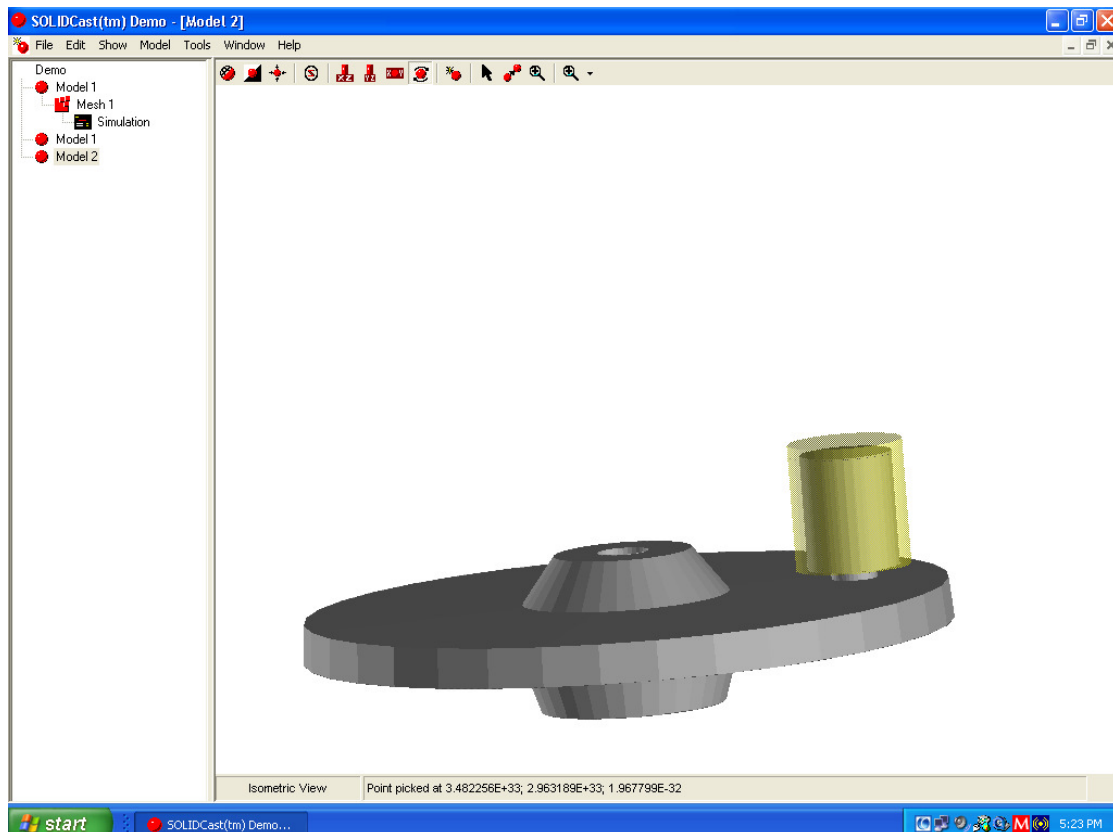 SOLIDCast(tm) Demo - [Model 2]
File Edit Show Model Tools Window Help
Demo
Model 1
Mesh 1
Simulation
Model 1
Model 2
Isometric View
Point picked at 3.482256E+33; 2.963189E+33; 1.967799E-32
start
SOLIDCast(tm) Demo...
M
5:23 PM